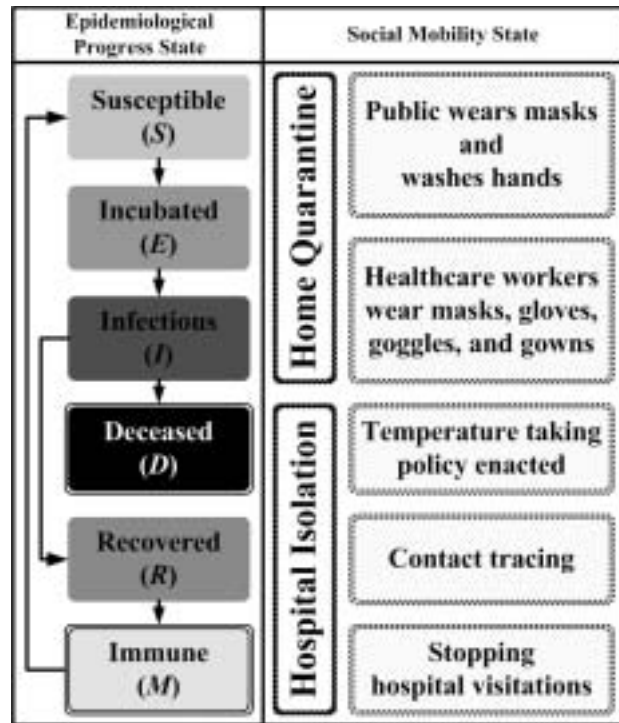 Epidemiological
Progress State
Social Mobility State
Susceptible
(S)
Incubated
(E)
Infectious
(I)
Deceased
(D)
Recovered
(R)
Immune
(M)
Home Quarantine
Hospital Isolation
Public wears masks
and
washes hands
Healthcare workers
wear masks, gloves,
goggles, and gowns
Temperature taking
policy enacted
Contact tracing
Stopping
hospital visitations